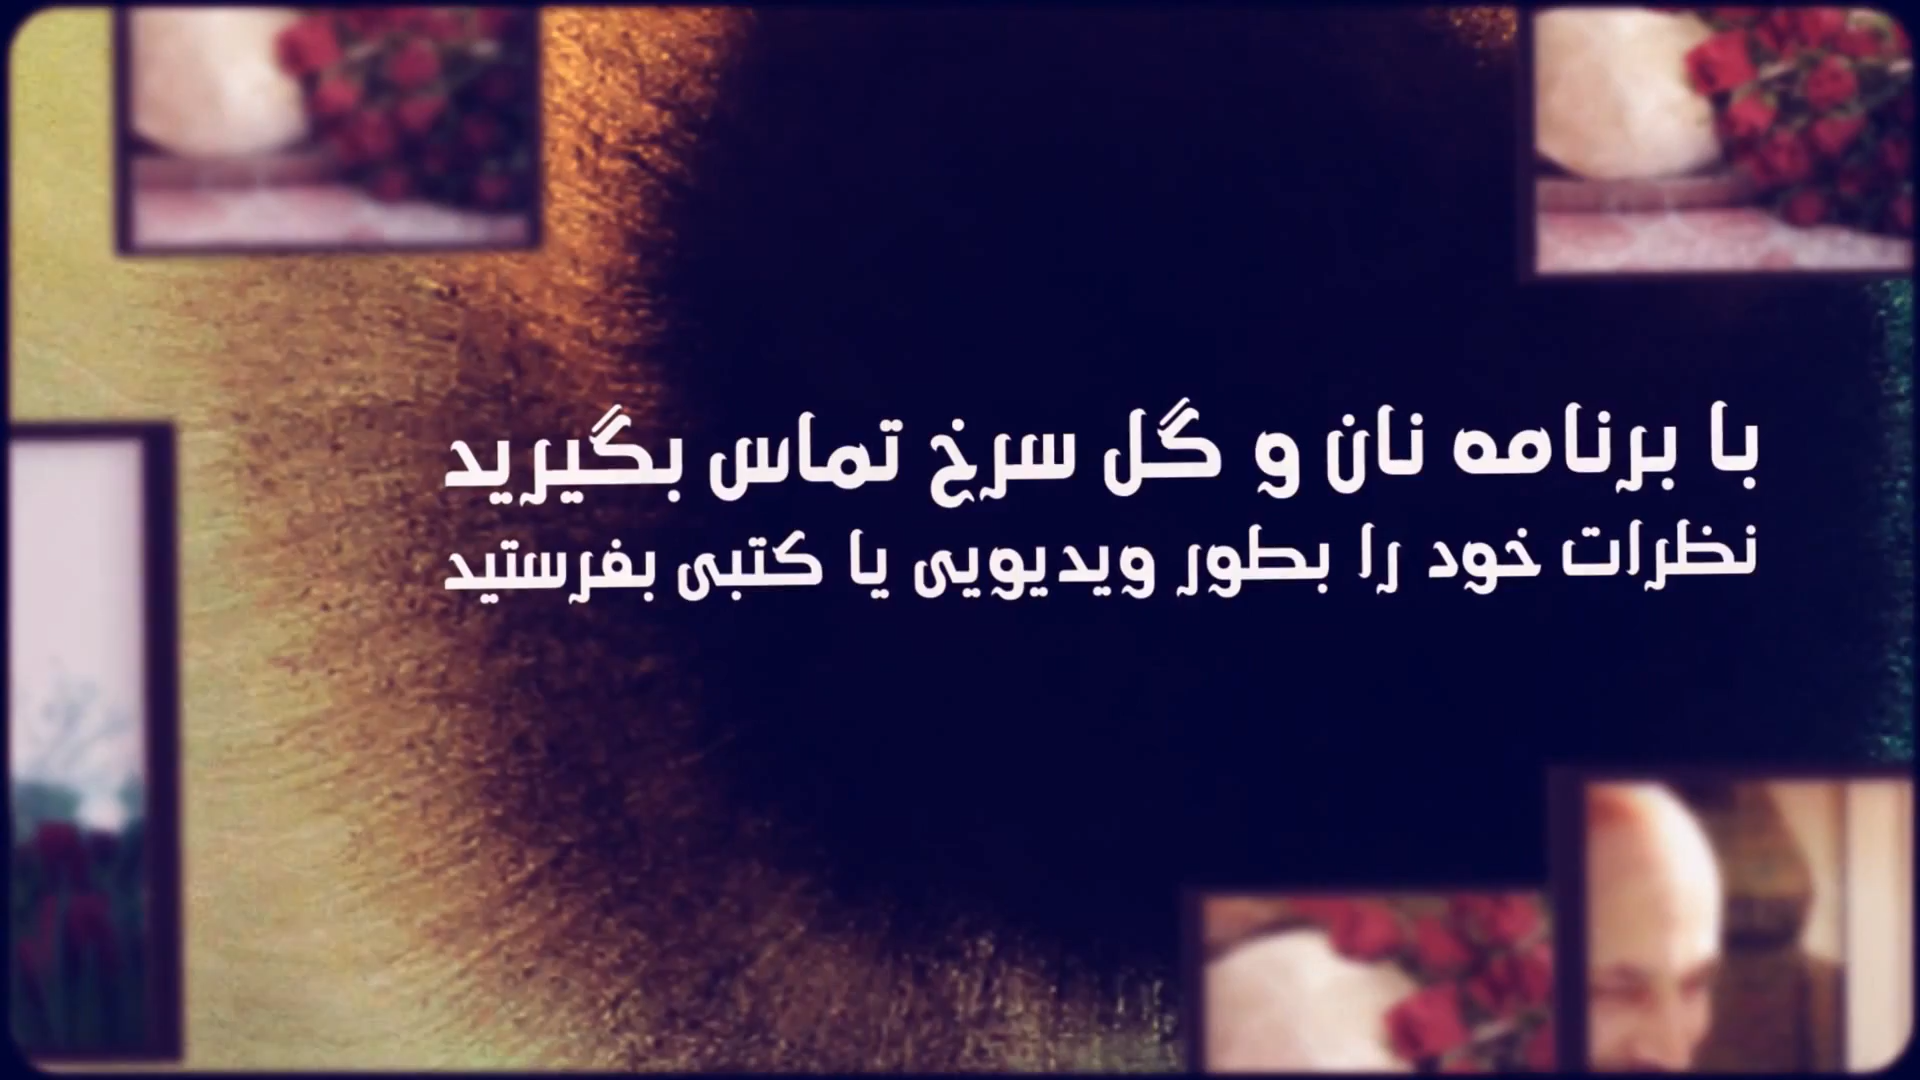 با برنامه نان و گل سرخ تماس بگیرید
نظرات خود را بطور ویدیویی یا کتبی بفرستید